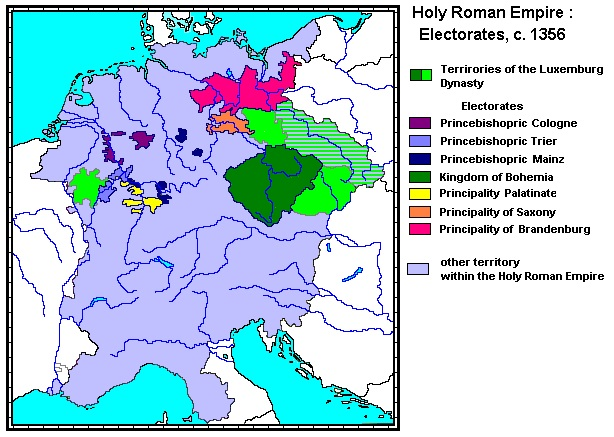 Holy Roman Empire :
Electorates, c. 1356
Terrirories of the Luxemburg
Dynasty
Electorates
Princebishopric Cologne
Princebishopric Trier
Princebishopric Mainz
Kingdom of Bohemia
Principality Palatinate
Principality of Saxony
Principality of Brandenburg
other territory
within the Holy Roman Empire